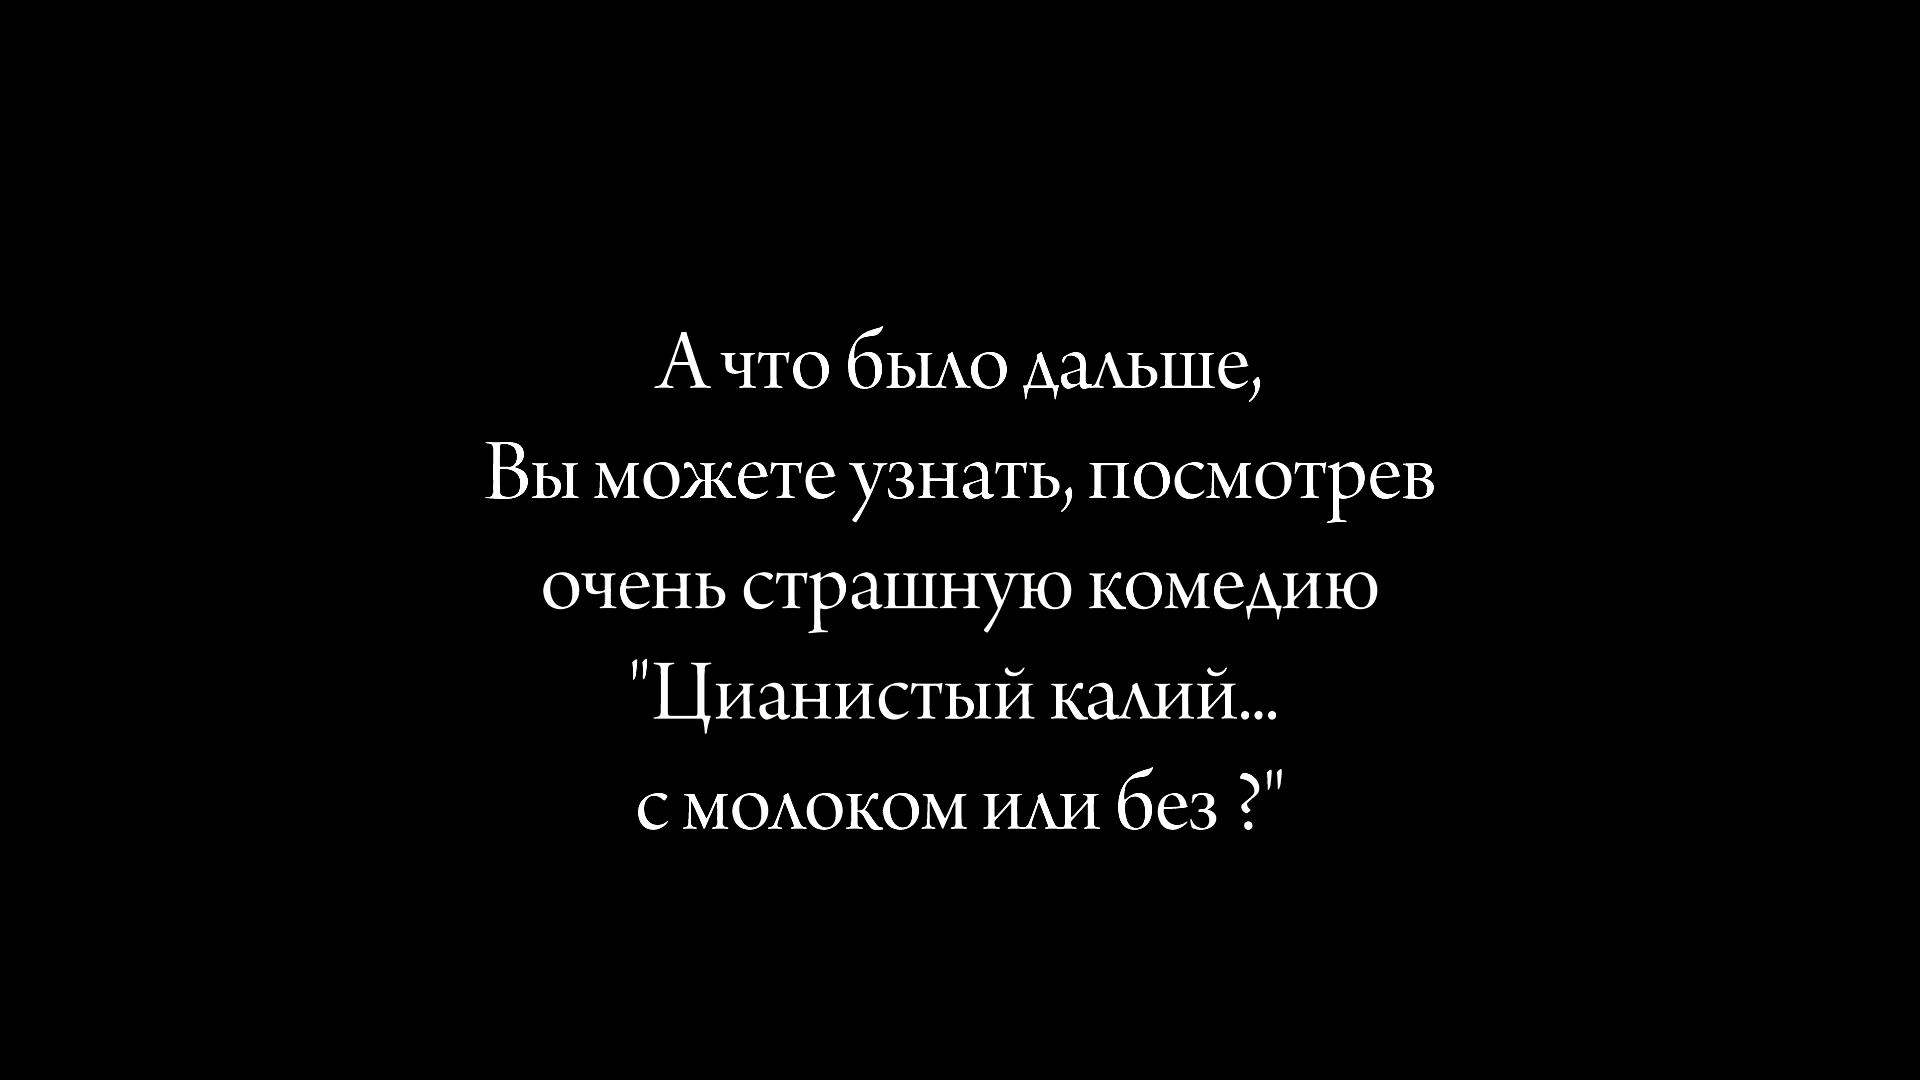 А что было дальше,
Вы можете узнать, посмотрев
очень страшную комедию
"Цианистый калий...
с молоком или без ?"